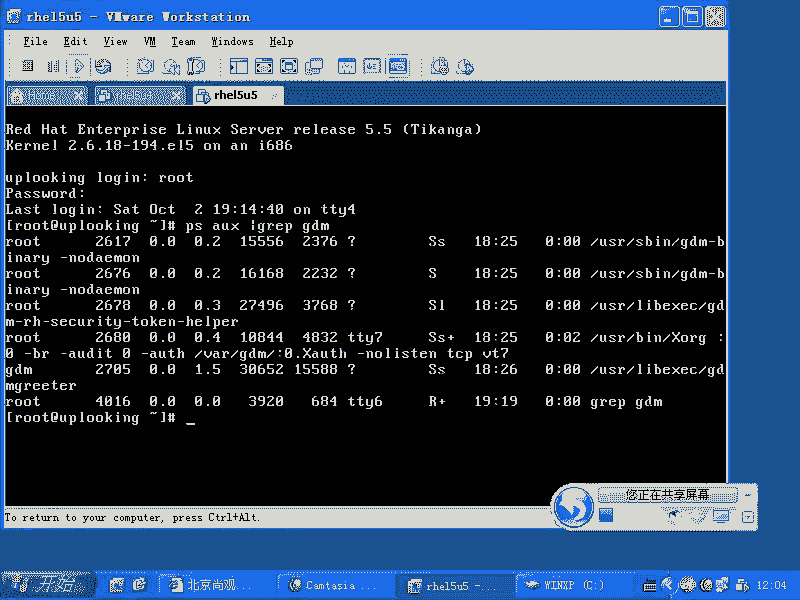 rhel5u5 - VMware Workstation
File Edit View VM Team Windows Help
Home rhel5u4 rhel5u5
Red Hat Enterprise Linux Server release 5.5 (Tikanga)
Kernel 2.6.18-194.el5 on an i686
uplooking login: root
Password:
Last login: Sat Oct  2 19:14:40 on tty4
[root@uplooking ~]# ps aux |grep gdm
root      2617  0.0  0.2  15556  2376 ?        Ss   18:25   0:00 /usr/sbin/gdm-b
inary -nodaemon
root      2676  0.0  0.2  16168  2232 ?        S    18:25   0:00 /usr/sbin/gdm-b
inary -nodaemon
root      2678  0.0  0.3  27496  3768 ?        Sl   18:25   0:00 /usr/libexec/gd
m-rh-security-token-helper
root      2680  0.0  0.4  10844  4832 tty7     Ss+  18:25   0:02 /usr/bin/Xorg :
0 -br -audit 0 -auth /var/gdm/:0.Xauth -nolisten tcp vt7
gdm       2705  0.0  1.5  30652 15588 ?        Ss   18:26   0:00 /usr/libexec/gd
mgreeter
root      4016  0.0  0.0   3920   684 tty6     R+   19:19   0:00 grep gdm
[root@uplooking ~]# _
您正在共享屏幕
To return to your computer, press Ctrl+Alt.
开始 北京尚观... Camtasia ... rhel5u5 -... WINXP (C:) 12:04